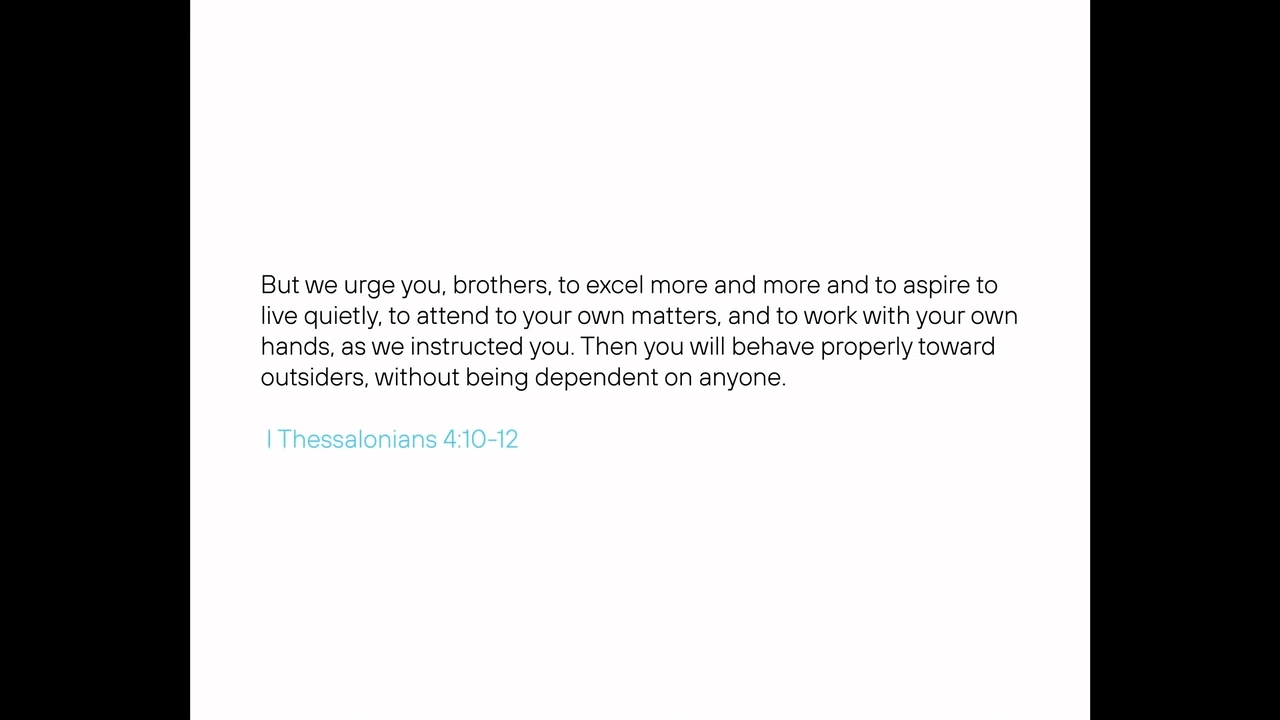 But we urge you, brothers, to excel more and more and to aspire to
live quietly, to attend to your own matters, and to work with your own
hands, as we instructed you. Then you will behave properly toward
outsiders, without being dependent on anyone.
I Thessalonians 4:10-12